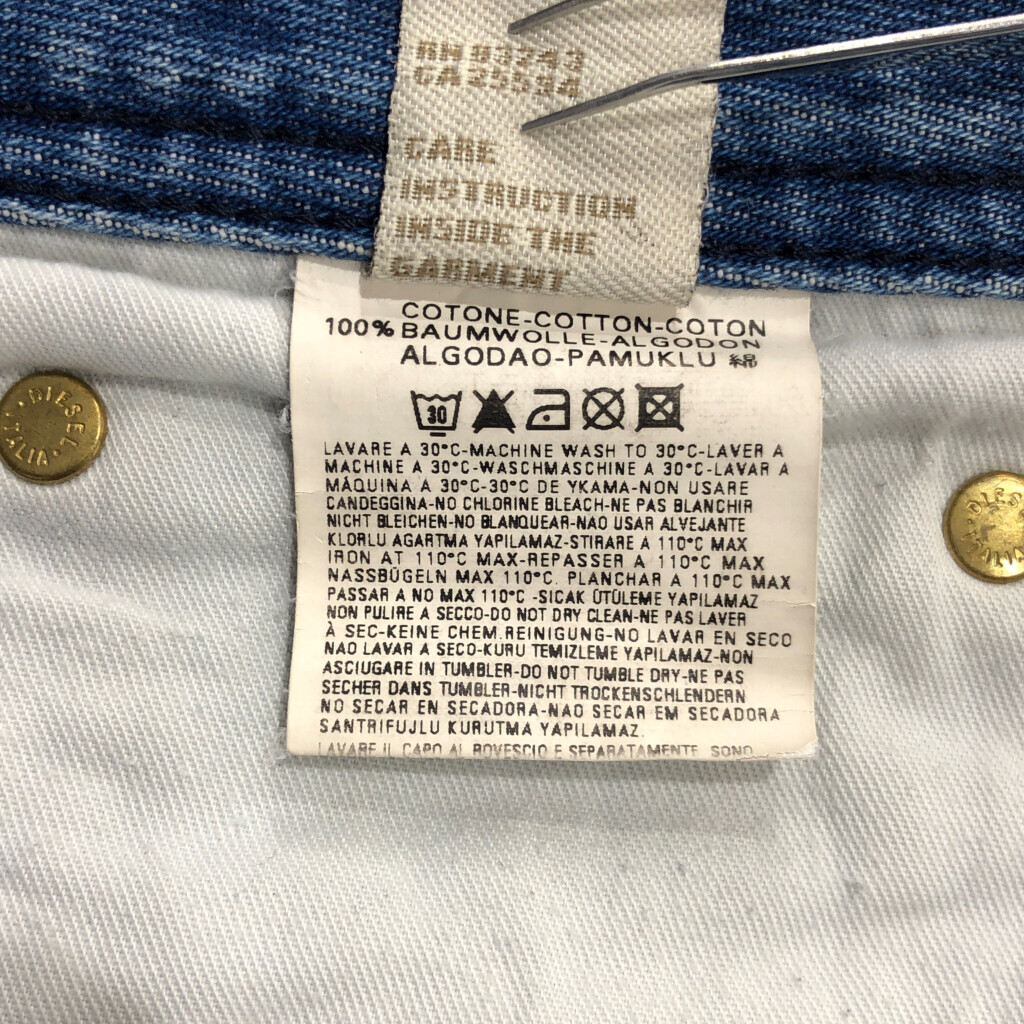 RN 93243
CA 25594
CARE
INSTRUCTION
INSIDE THE
GARMENT
COTONE-COTTON-COTON
100% BAUMWOLLE-ALGODON
ALGODAO-PAMUKLU 綿
30
LAVARE A 30°C-MACHINE WASH TO 30°C-LAVER A
MACHINE A 30°C-WASCHMASCHINE A 30°C-LAVAR A
MÁQUINA A 30°C-30°C DE YKAMA-NON USARE
CANDEGGINA-NO CHLORINE BLEACH-NE PAS BLANCHIR
NICHT BLEICHEN-NO BLANQUEAR-NAO USAR ALVEJANTE
KLORLU AGARTMA YAPILAMAZ-STIRARE A 110°C MAX
IRON AT 110°C MAX-REPASSER A 110°C MAX
NASSBÜGELN MAX 110°C. PLANCHAR A 110°C MAX
PASSAR A NO MAX 110°C -SICAK ÜTÜLEME YAPILAMAZ
NON PULIRE A SECCO-DO NOT DRY CLEAN-NE PAS LAVER
À SEC-KEINE CHEM.REINIGUNG-NO LAVAR EN SECO
NAO LAVAR A SECO-KURU TEMIZLEME YAPILAMAZ-NON
ASCIUGARE IN TUMBLER-DO NOT TUMBLE DRY-NE PAS
SECHER DANS TUMBLER-NICHT TROCKENSCHLENDERN
NO SECAR EN SECADORA-NAO SECAR EM SECADORA
SANTRIFUJLU KURUTMA YAPILAMAZ.
LAVARE IL CAPO AL ROVESCIO E SEPARATAMENTE. SONO
DIESEL · ITALIA ·
DIES ITALIA